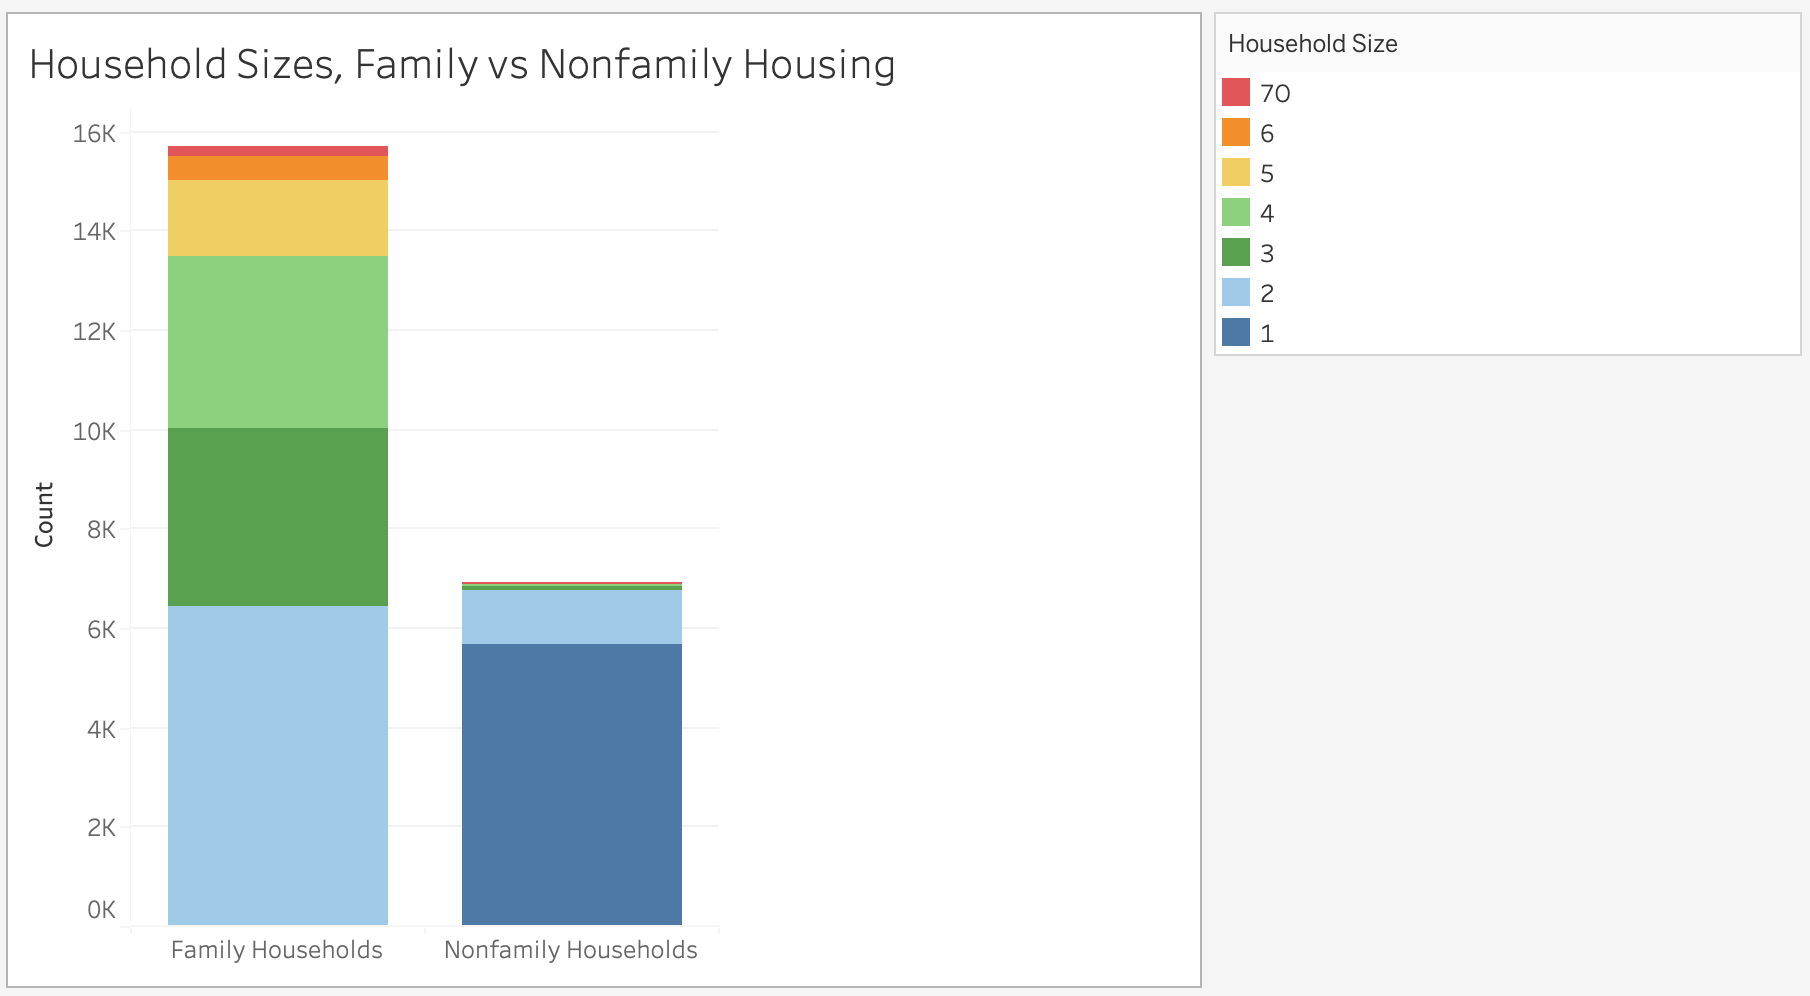 Household Sizes, Family vs Nonfamily Housing
16K
14K
12K
10K
8K
6K
4K
2K
0K
Count
Family Households
Nonfamily Households
Household Size
70
6
5
4
3
2
1